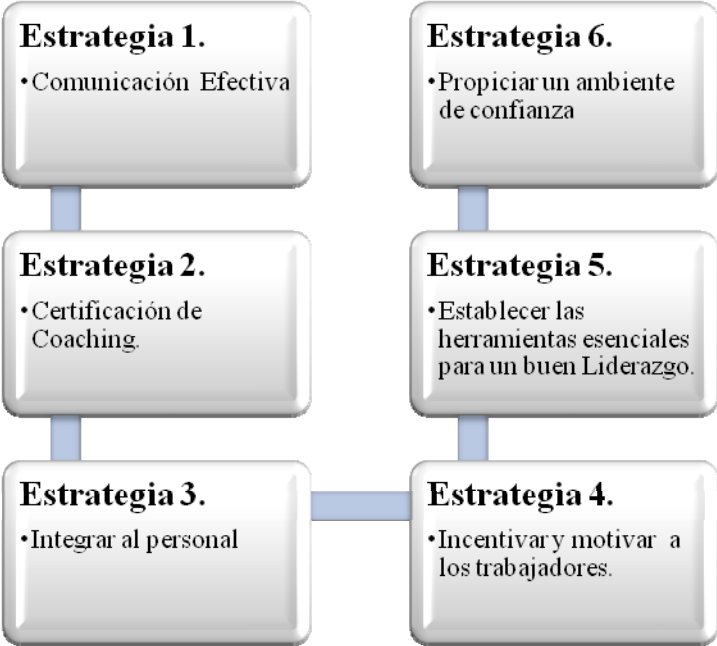 Estrategia 1.
•Comunicación Efectiva
Estrategia 2.
•Certificación de
Coaching.
Estrategia 3.
•Integrar al personal
Estrategia 4.
•Incentivar y motivar a
los trabajadores.
Estrategia 5.
•Establecer las
herramientas esenciales
para un buen Liderazgo.
Estrategia 6.
•Propiciar un ambiente
de confianza